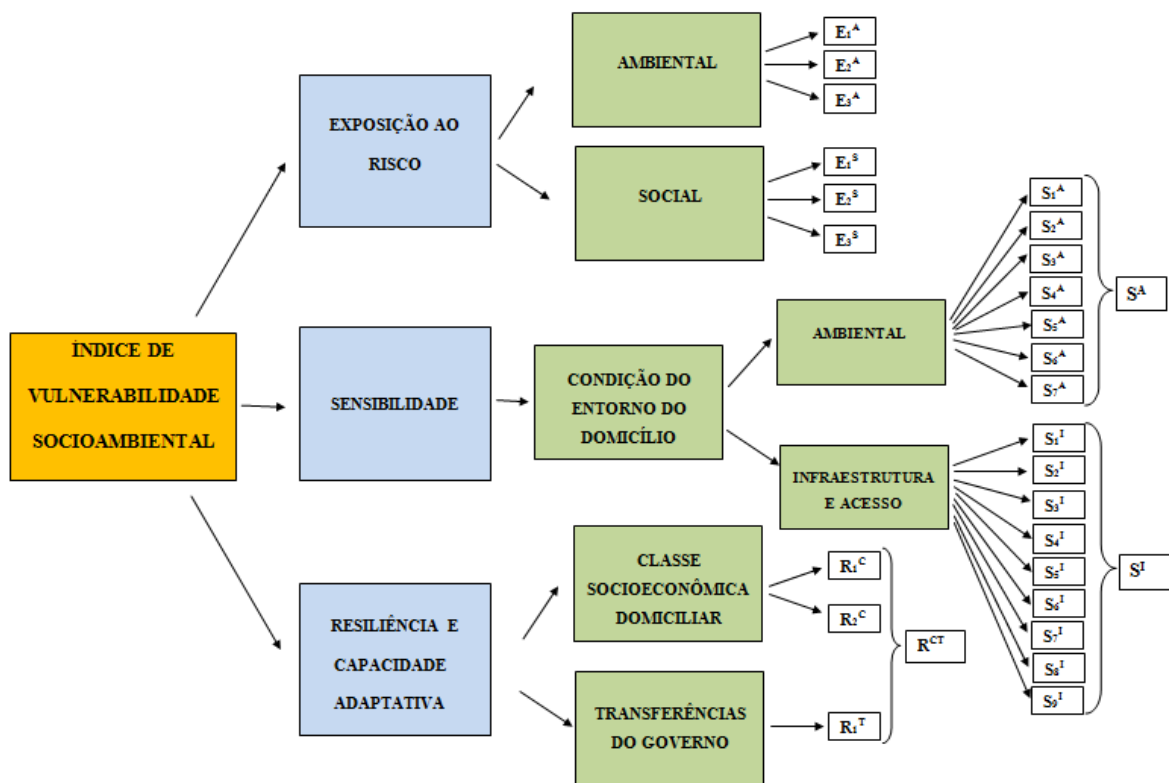 ÍNDICE DE
VULNERABILIDADE
SOCIOAMBIENTAL
EXPOSIÇÃO AO
RISCO
AMBIENTAL
E₁ᴬ
E₂ᴬ
E₃ᴬ
SOCIAL
E₁ˢ
E₂ˢ
E₃ˢ
SENSIBILIDADE
CONDIÇÃO DO
ENTORNO DO
DOMICÍLIO
AMBIENTAL
S₁ᴬ
S₂ᴬ
S₃ᴬ
S₄ᴬ
S₅ᴬ
S₆ᴬ
S₇ᴬ
Sᴬ
INFRAESTRUTURA
E ACESSO
S₁ᴵ
S₂ᴵ
S₃ᴵ
S₄ᴵ
S₅ᴵ
S₆ᴵ
S₇ᴵ
S₈ᴵ
S₉ᴵ
Sᴵ
RESILIÊNCIA E
CAPACIDADE
ADAPTATIVA
CLASSE
SOCIOECONÔMICA
DOMICILIAR
R₁ᶜ
R₂ᶜ
TRANSFERÊNCIAS
DO GOVERNO
R₁ᵀ
Rᶜᵀ